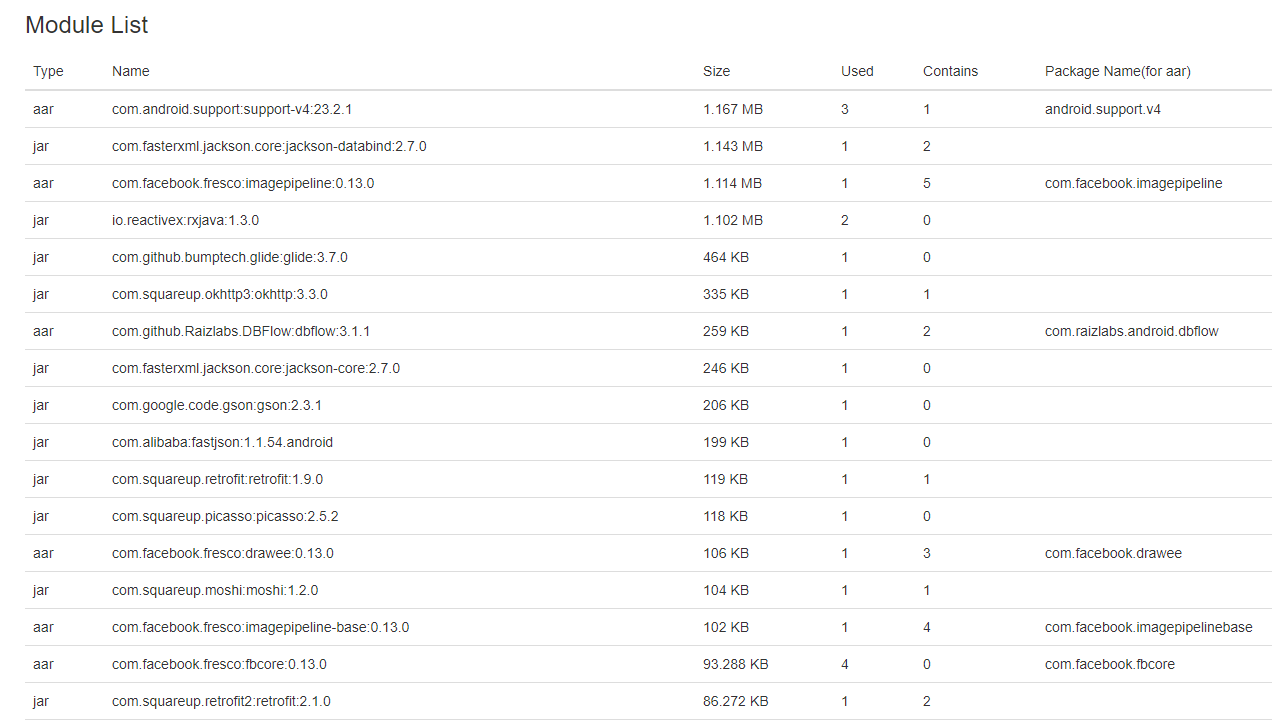 Module List
Type Name Size Used Contains Package Name(for aar)
aar com.android.support:support-v4:23.2.1 1.167 MB 3 1 android.support.v4
jar com.fasterxml.jackson.core:jackson-databind:2.7.0 1.143 MB 1 2
aar com.facebook.fresco:imagepipeline:0.13.0 1.114 MB 1 5 com.facebook.imagepipeline
jar io.reactivex:rxjava:1.3.0 1.102 MB 2 0
jar com.github.bumptech.glide:glide:3.7.0 464 KB 1 0
jar com.squareup.okhttp3:okhttp:3.3.0 335 KB 1 1
aar com.github.Raizlabs.DBFlow:dbflow:3.1.1 259 KB 1 2 com.raizlabs.android.dbflow
jar com.fasterxml.jackson.core:jackson-core:2.7.0 246 KB 1 0
jar com.google.code.gson:gson:2.3.1 206 KB 1 0
jar com.alibaba:fastjson:1.1.54.android 199 KB 1 0
jar com.squareup.retrofit:retrofit:1.9.0 119 KB 1 1
jar com.squareup.picasso:picasso:2.5.2 118 KB 1 0
aar com.facebook.fresco:drawee:0.13.0 106 KB 1 3 com.facebook.drawee
jar com.squareup.moshi:moshi:1.2.0 104 KB 1 1
aar com.facebook.fresco:imagepipeline-base:0.13.0 102 KB 1 4 com.facebook.imagepipelinebase
aar com.facebook.fresco:fbcore:0.13.0 93.288 KB 4 0 com.facebook.fbcore
jar com.squareup.retrofit2:retrofit:2.1.0 86.272 KB 1 2